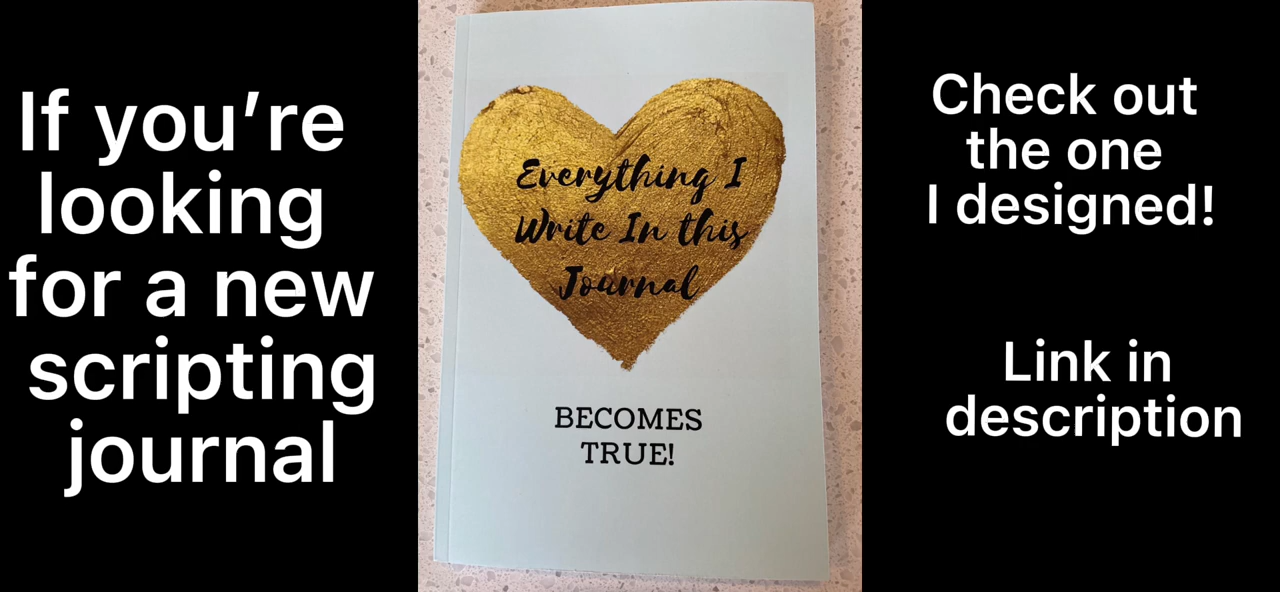 If you’re
looking
for a new
scripting
journal
Everything I
Write In this
Journal
BECOMES
TRUE!
Check out
the one
I designed!
Link in
description